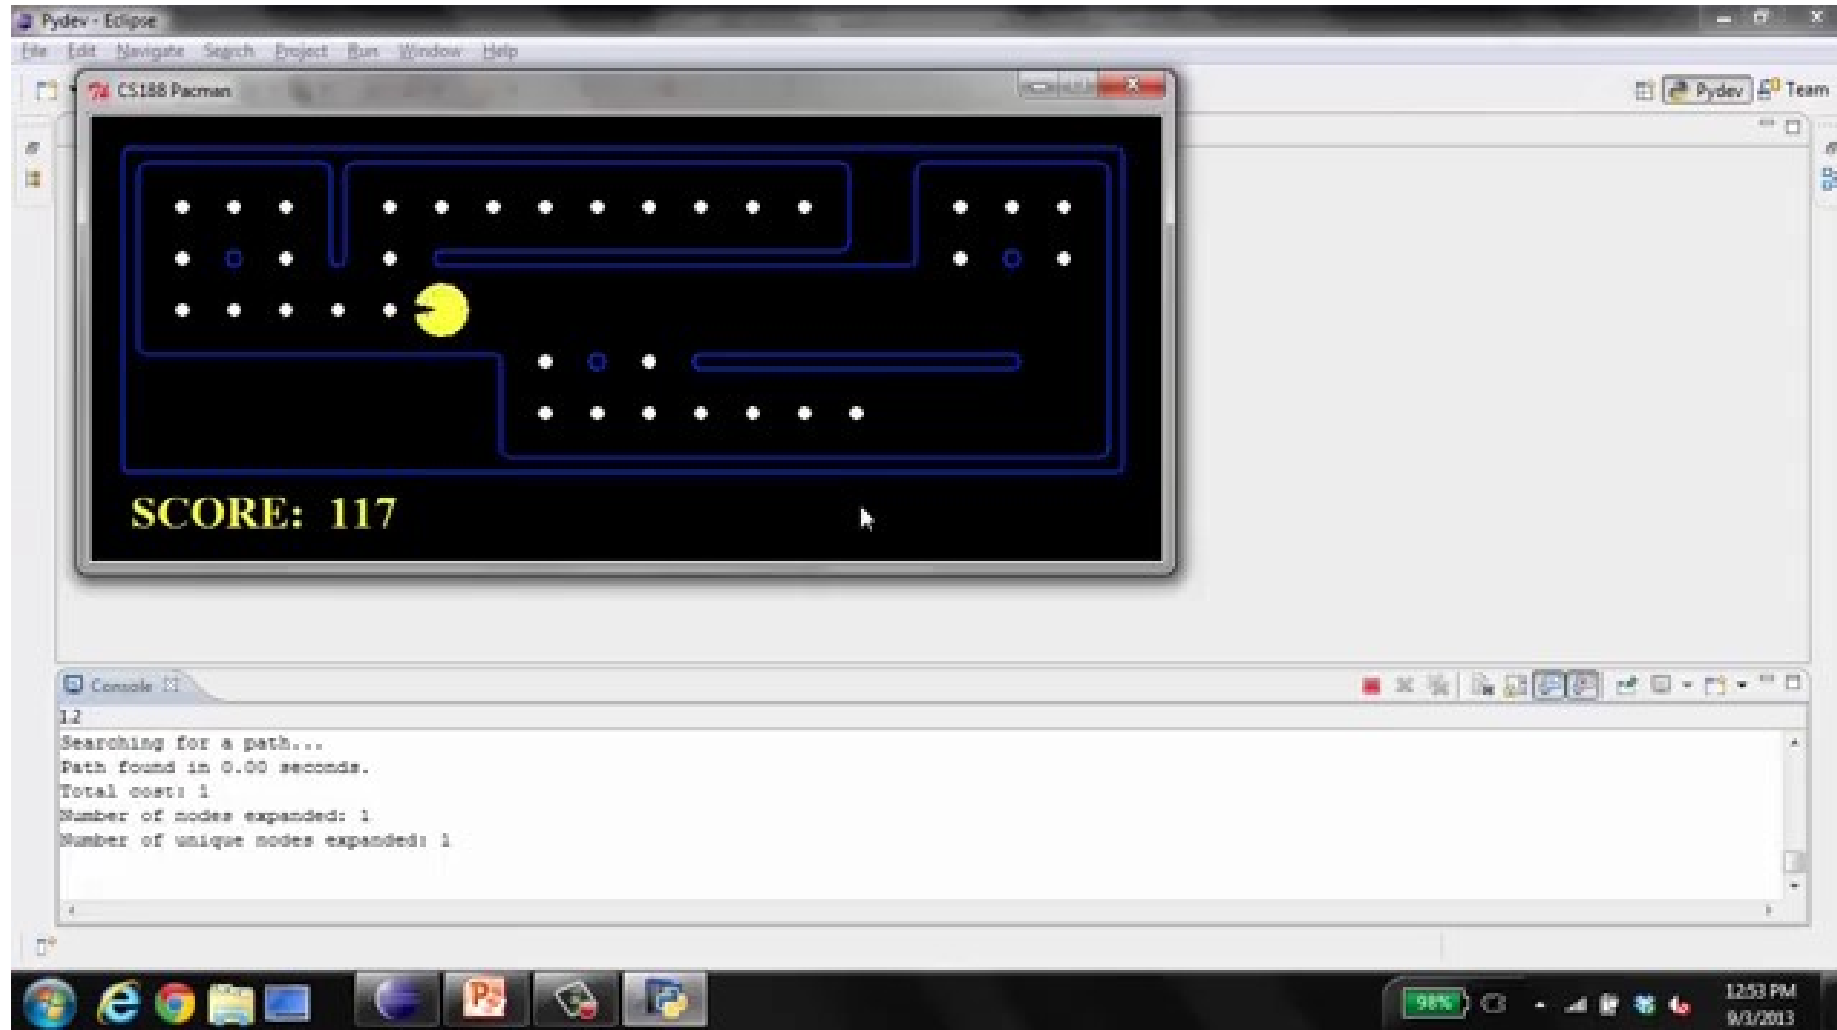 Pydev - Eclipse
File Edit Navigate Search Project Run Window Help
CS188 Pacman
Pydev Team
SCORE: 117
Console
12
Searching for a path...
Path found in 0.00 seconds.
Total cost: 1
Number of nodes expanded: 1
Number of unique nodes expanded: 1
98%
12:53 PM
9/3/2013